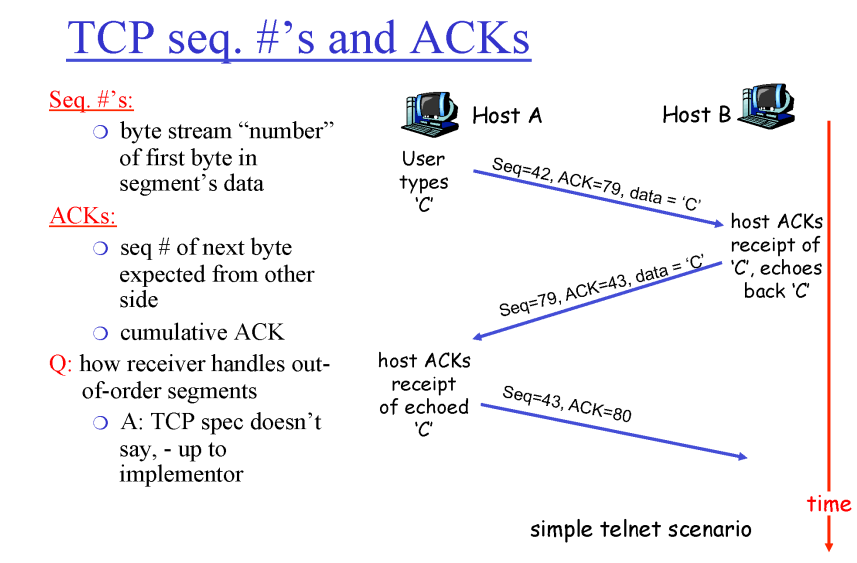 TCP seq. #’s and ACKs
Seq. #’s:
byte stream “number”
of first byte in
segment’s data
ACKs:
seq # of next byte
expected from other
side
cumulative ACK
Q: how receiver handles out-
of-order segments
A: TCP spec doesn’t
say, - up to
implementor
Host A
Host B
User
types
‘C’
Seq=42, ACK=79, data = ‘C’
host ACKs
receipt of
‘C’, echoes
back ‘C’
Seq=79, ACK=43, data = ‘C’
host ACKs
receipt
of echoed
‘C’
Seq=43, ACK=80
time
simple telnet scenario